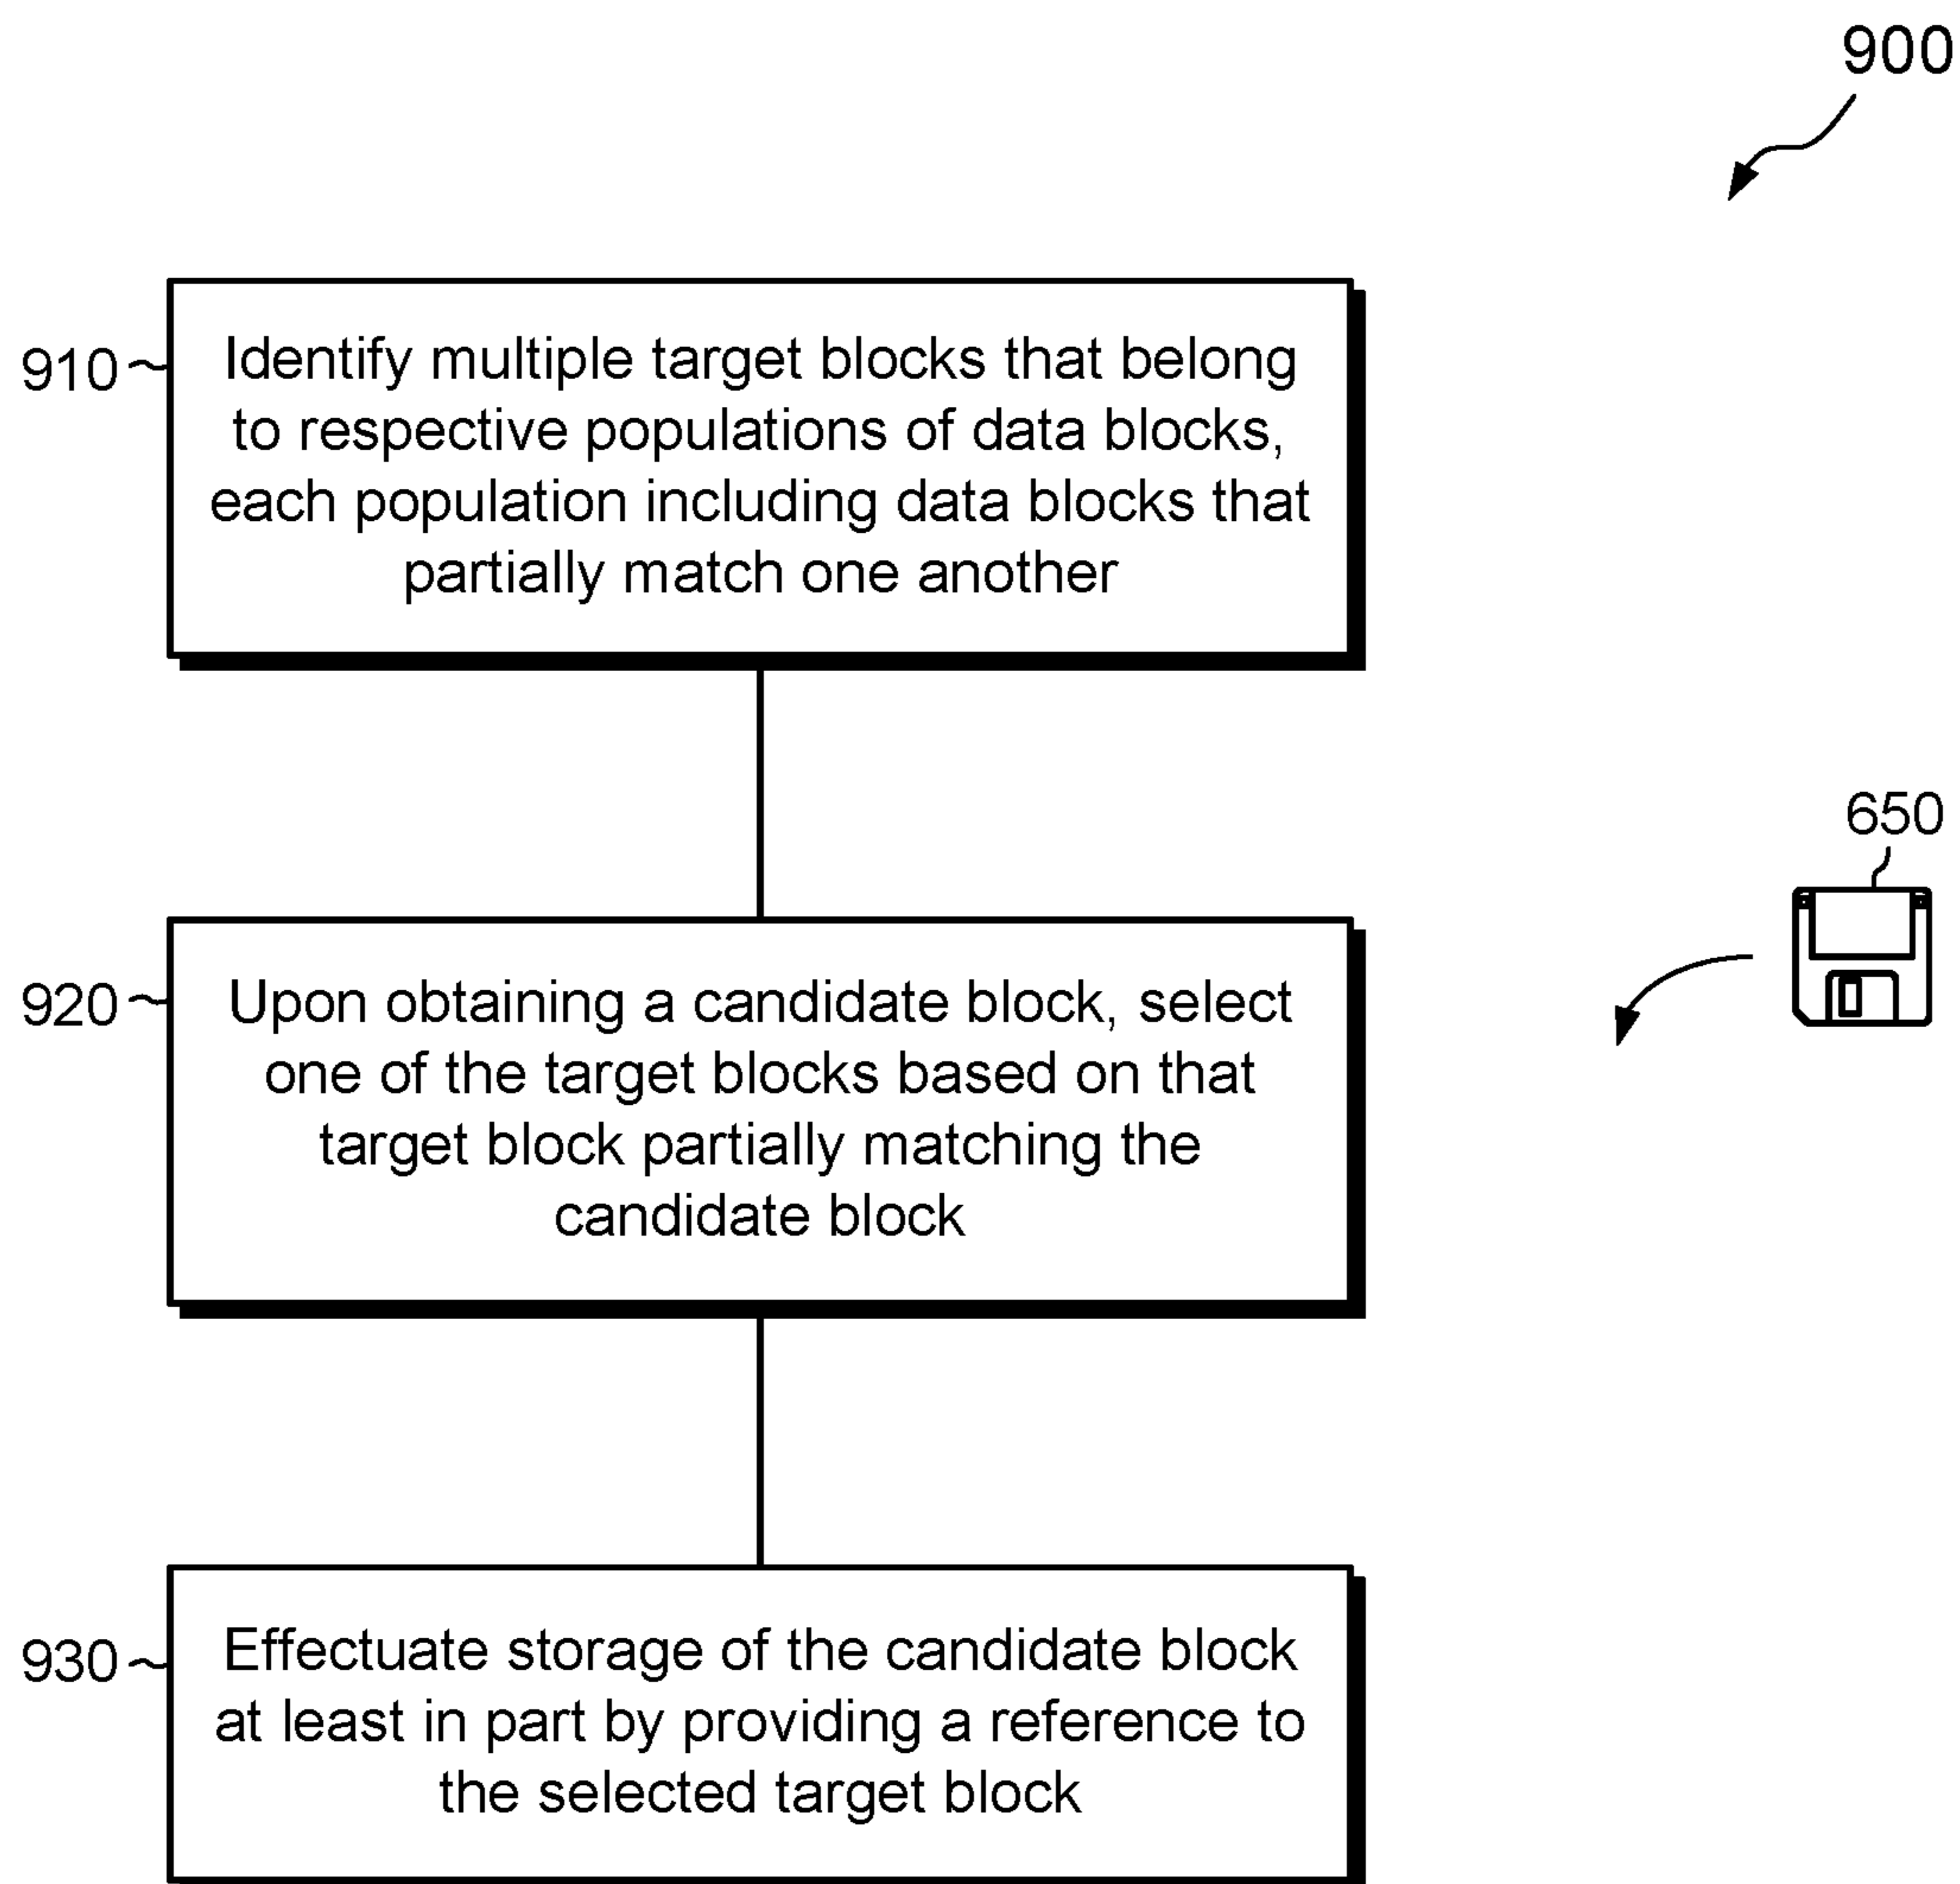 900
910
Identify multiple target blocks that belong
to respective populations of data blocks,
each population including data blocks that
partially match one another
650
920
Upon obtaining a candidate block, select
one of the target blocks based on that
target block partially matching the
candidate block
930
Effectuate storage of the candidate block
at least in part by providing a reference to
the selected target block